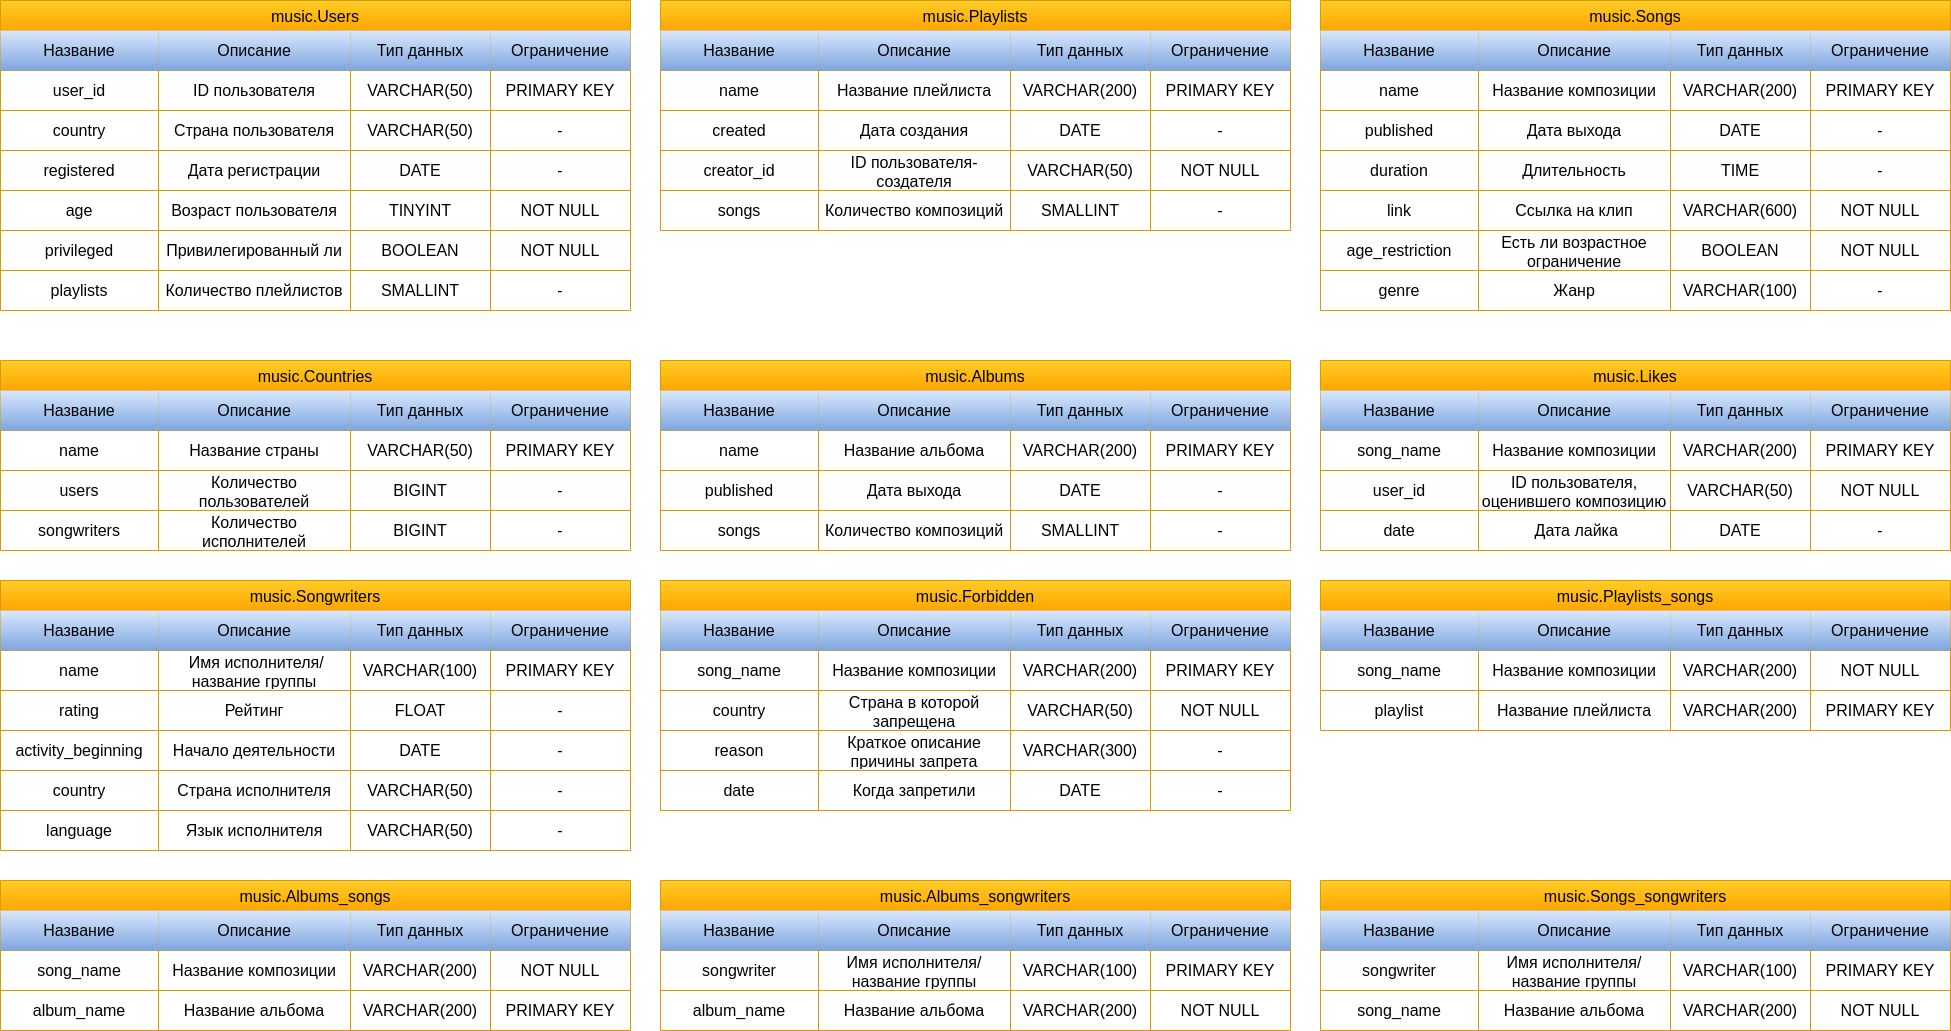 music.Users
Название Описание Тип данных Ограничение
user_id ID пользователя VARCHAR(50) PRIMARY KEY
country Страна пользователя VARCHAR(50) -
registered Дата регистрации DATE -
age Возраст пользователя TINYINT NOT NULL
privileged Привилегированный ли BOOLEAN NOT NULL
playlists Количество плейлистов SMALLINT -
music.Playlists
Название Описание Тип данных Ограничение
name Название плейлиста VARCHAR(200) PRIMARY KEY
created Дата создания DATE -
creator_id ID пользователя-
создателя VARCHAR(50) NOT NULL
songs Количество композиций SMALLINT -
music.Songs
Название Описание Тип данных Ограничение
name Название композиции VARCHAR(200) PRIMARY KEY
published Дата выхода DATE -
duration Длительность TIME -
link Ссылка на клип VARCHAR(600) NOT NULL
age_restriction Есть ли возрастное
ограничение BOOLEAN NOT NULL
genre Жанр VARCHAR(100) -
music.Countries
Название Описание Тип данных Ограничение
name Название страны VARCHAR(50) PRIMARY KEY
users Количество
пользователей BIGINT -
songwriters Количество
исполнителей BIGINT -
music.Albums
Название Описание Тип данных Ограничение
name Название альбома VARCHAR(200) PRIMARY KEY
published Дата выхода DATE -
songs Количество композиций SMALLINT -
music.Likes
Название Описание Тип данных Ограничение
song_name Название композиции VARCHAR(200) PRIMARY KEY
user_id ID пользователя,
оценившего композицию VARCHAR(50) NOT NULL
date Дата лайка DATE -
music.Songwriters
Название Описание Тип данных Ограничение
name Имя исполнителя/
название группы VARCHAR(100) PRIMARY KEY
rating Рейтинг FLOAT -
activity_beginning Начало деятельности DATE -
country Страна исполнителя VARCHAR(50) -
language Язык исполнителя VARCHAR(50) -
music.Forbidden
Название Описание Тип данных Ограничение
song_name Название композиции VARCHAR(200) PRIMARY KEY
country Страна в которой
запрещена VARCHAR(50) NOT NULL
reason Краткое описание
причины запрета VARCHAR(300) -
date Когда запретили DATE -
music.Playlists_songs
Название Описание Тип данных Ограничение
song_name Название композиции VARCHAR(200) NOT NULL
playlist Название плейлиста VARCHAR(200) PRIMARY KEY
music.Albums_songs
Название Описание Тип данных Ограничение
song_name Название композиции VARCHAR(200) NOT NULL
album_name Название альбома VARCHAR(200) PRIMARY KEY
music.Albums_songwriters
Название Описание Тип данных Ограничение
songwriter Имя исполнителя/
название группы VARCHAR(100) PRIMARY KEY
album_name Название альбома VARCHAR(200) NOT NULL
music.Songs_songwriters
Название Описание Тип данных Ограничение
songwriter Имя исполнителя/
название группы VARCHAR(100) PRIMARY KEY
song_name Название альбома VARCHAR(200) NOT NULL